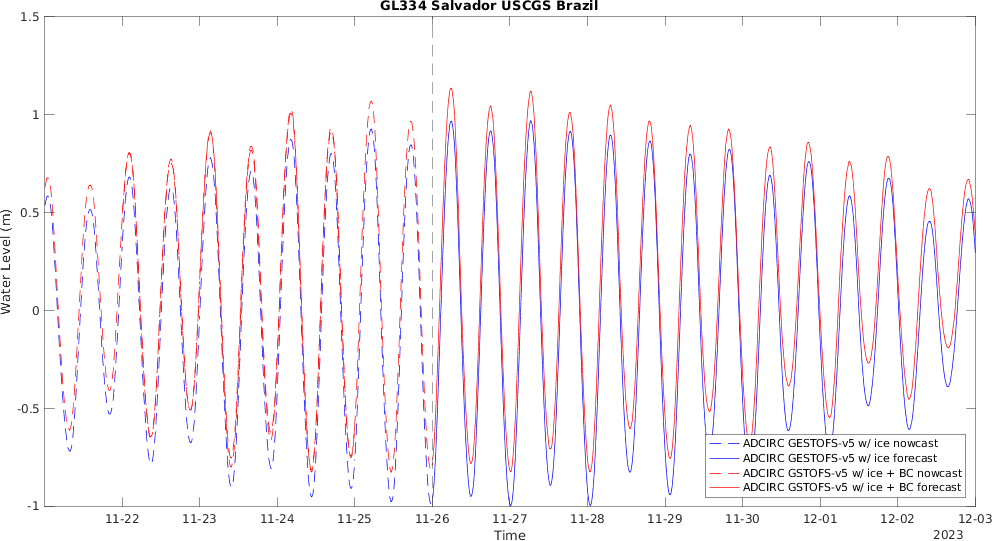 GL334 Salvador USCGS Brazil
1.5
1
0.5
0
-0.5
-1
Water Level (m)
ADCIRC GESTOFS-v5 w/ ice nowcast
ADCIRC GESTOFS-v5 w/ ice forecast
ADCIRC GSTOFS-v5 w/ ice + BC nowcast
ADCIRC GSTOFS-v5 w/ ice + BC forecast
11-22 11-23 11-24 11-25 11-26 11-27 11-28 11-29 11-30 12-01 12-02 12-03
Time
2023